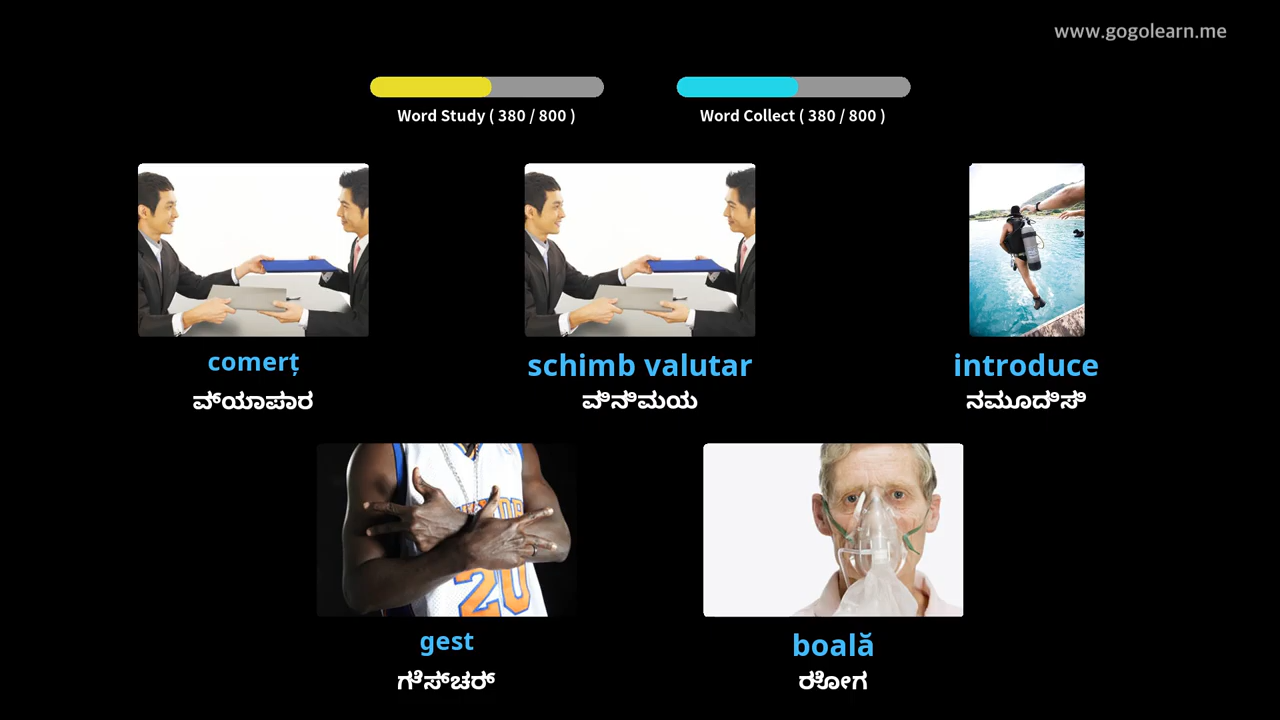 www.gogolearn.me
Word Study ( 380 / 800 )
Word Collect ( 380 / 800 )
comerț
ವ್ಯಾಪಾರ
schimb valutar
ವಿನಿಮಯ
introduce
ನಮೂದಿಸಿ
gest
ಗೆಸ್ಚರ್
boală
ರೋಗ